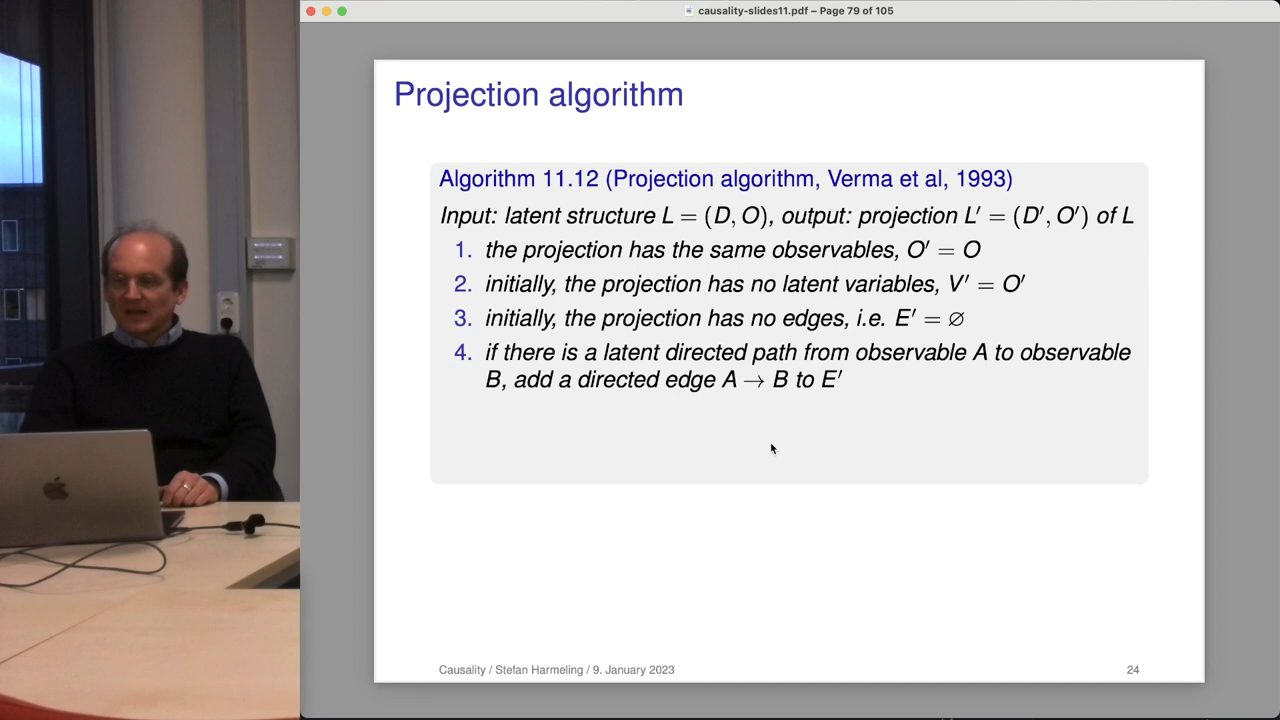 causality-slides11.pdf – Page 79 of 105
Projection algorithm
Algorithm 11.12 (Projection algorithm, Verma et al, 1993)
Input: latent structure L = (D, O), output: projection L′ = (D′, O′) of L
1. the projection has the same observables, O′ = O
2. initially, the projection has no latent variables, V′ = O′
3. initially, the projection has no edges, i.e. E′ = ∅
4. if there is a latent directed path from observable A to observable
B, add a directed edge A → B to E′
Causality / Stefan Harmeling / 9. January 2023
24